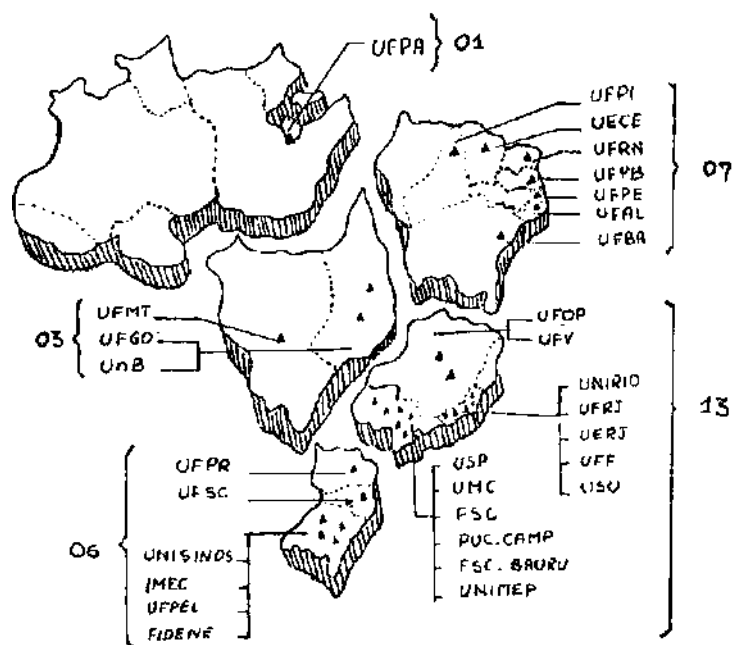 UFPA
01
UFPI
UECE
UFRN
UFPB
UFPE
UFAL
UFBA
07
UFMT
UFGO
UnB
03
UFOP
UFV
UNIRIO
UFRJ
UERJ
UFF
USU
13
USP
UMC
FSC
PUC.CAMP
FSC. BAURU
UNIMEP
UFPR
UFSC
06
UNISINOS
IMEC
UFPEL
FIDENE